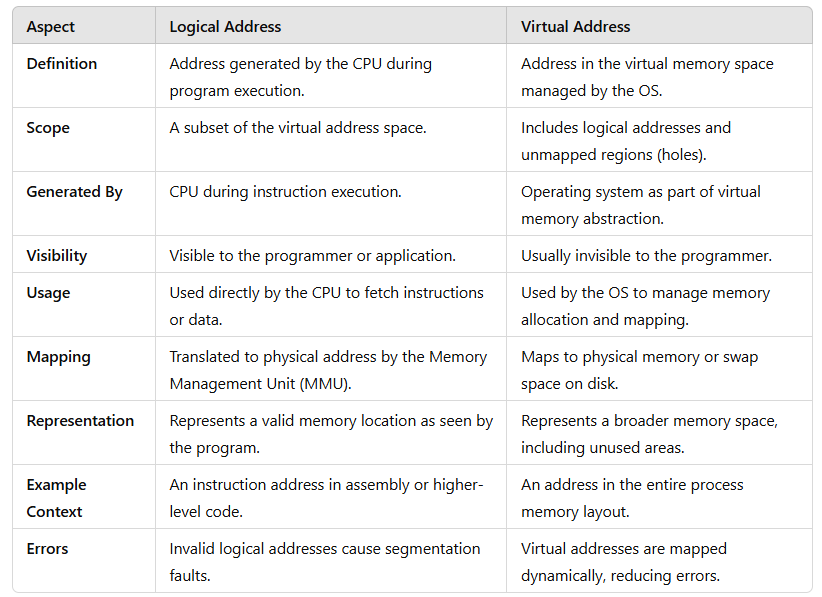 Aspect Logical Address Virtual Address
Definition Address generated by the CPU during Address in the virtual memory space
program execution. managed by the OS.
Scope A subset of the virtual address space. Includes logical addresses and
unmapped regions (holes).
Generated By CPU during instruction execution. Operating system as part of virtual
memory abstraction.
Visibility Visible to the programmer or application. Usually invisible to the programmer.
Usage Used directly by the CPU to fetch instructions Used by the OS to manage memory
or data. allocation and mapping.
Mapping Translated to physical address by the Memory Maps to physical memory or swap
Management Unit (MMU). space on disk.
Representation Represents a valid memory location as seen by Represents a broader memory space,
the program. including unused areas.
Example An instruction address in assembly or higher- An address in the entire process
Context level code. memory layout.
Errors Invalid logical addresses cause segmentation Virtual addresses are mapped
faults. dynamically, reducing errors.